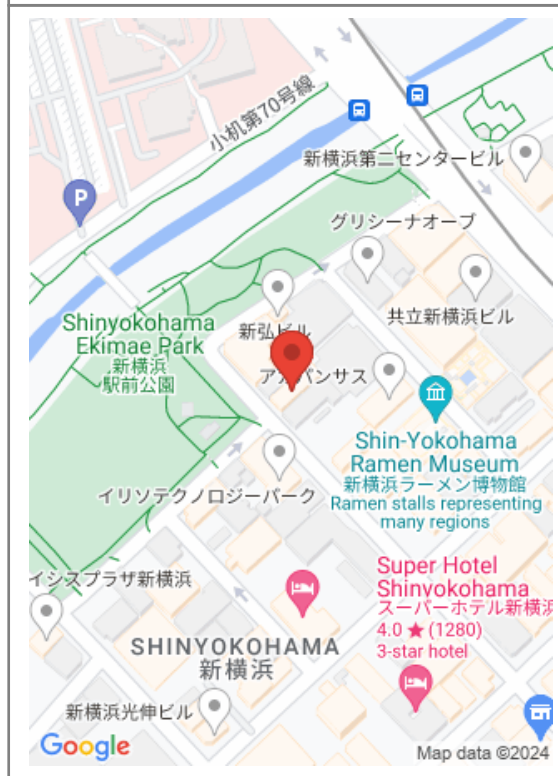 小机第70号線
新横浜第二センタービル
P
グリシーナオーブ
新弘ビル
共立新横浜ビル
Shinyokohama
Ekimae Park
新横浜
駅前公園
アルバンサス
Shin-Yokohama
Ramen Museum
新横浜ラーメン博物館
Ramen stalls representing
many regions
イリソテクノロジーパーク
Super Hotel
Shinyokohama
スーパーホテル新横浜
4.0 ★ (1280)
3-star hotel
イシスプラザ新横浜
SHINYOKOHAMA
新横浜
新横浜光伸ビル
Google
Map data ©2024